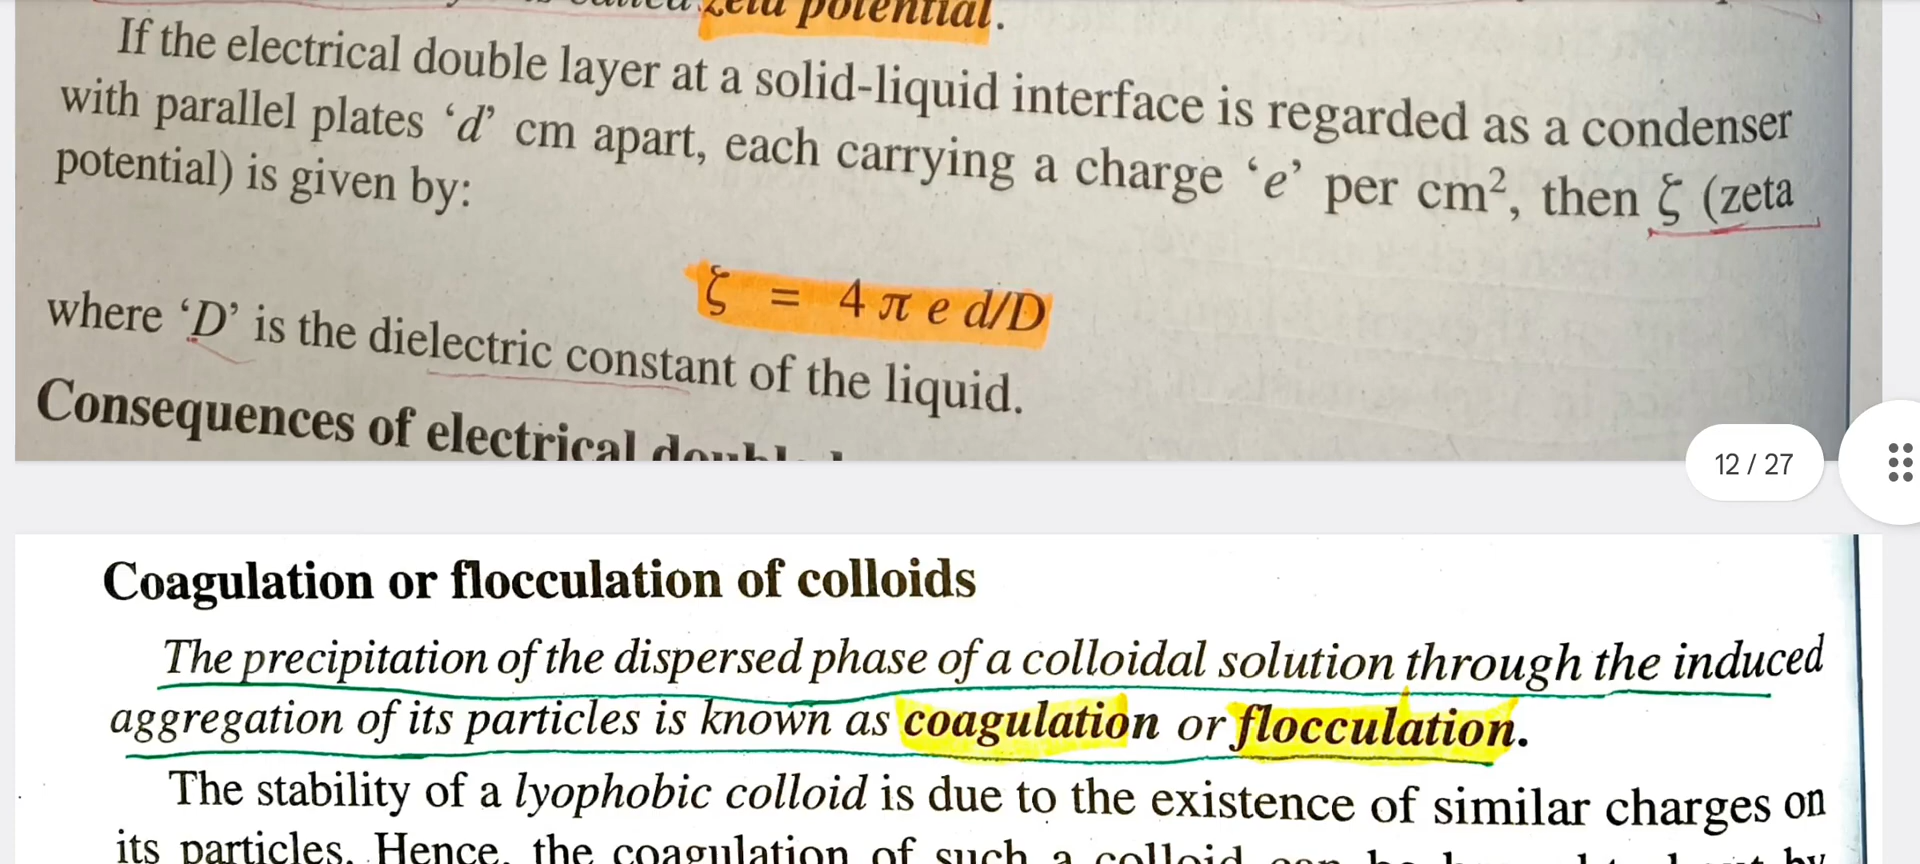 zeta potential.
If the electrical double layer at a solid-liquid interface is regarded as a condenser
with parallel plates ‘d’ cm apart, each carrying a charge ‘e’ per cm², then ζ (zeta
potential) is given by:
ζ = 4 π e d/D
where ‘D’ is the dielectric constant of the liquid.
Consequences of electrical
12 / 27
Coagulation or flocculation of colloids
The precipitation of the dispersed phase of a colloidal solution through the induced
aggregation of its particles is known as coagulation or flocculation.
The stability of a lyophobic colloid is due to the existence of similar charges on
its particles. Hence, the coagulation of such a colloid can be